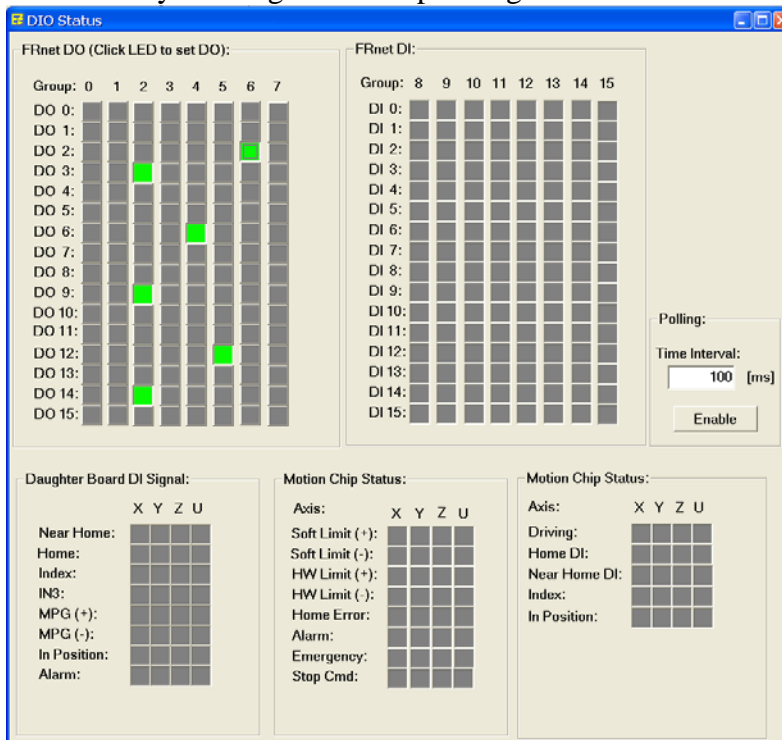 DIO Status
FRnet DO (Click LED to set DO):
Group: 0 1 2 3 4 5 6 7
DO 0:
DO 1:
DO 2:
DO 3:
DO 4:
DO 5:
DO 6:
DO 7:
DO 8:
DO 9:
DO 10:
DO 11:
DO 12:
DO 13:
DO 14:
DO 15:
FRnet DI:
Group: 8 9 10 11 12 13 14 15
DI 0:
DI 1:
DI 2:
DI 3:
DI 4:
DI 5:
DI 6:
DI 7:
DI 8:
DI 9:
DI 10:
DI 11:
DI 12:
DI 13:
DI 14:
DI 15:
Polling:
Time Interval:
100 [ms]
Enable
Daughter Board DI Signal:
X Y Z U
Near Home:
Home:
Index:
IN3:
MPG (+):
MPG (-):
In Position:
Alarm:
Motion Chip Status:
Axis: X Y Z U
Soft Limit (+):
Soft Limit (-):
HW Limit (+):
HW Limit (-):
Home Error:
Alarm:
Emergency:
Stop Cmd:
Motion Chip Status:
Axis: X Y Z U
Driving:
Home DI:
Near Home DI:
Index:
In Position: